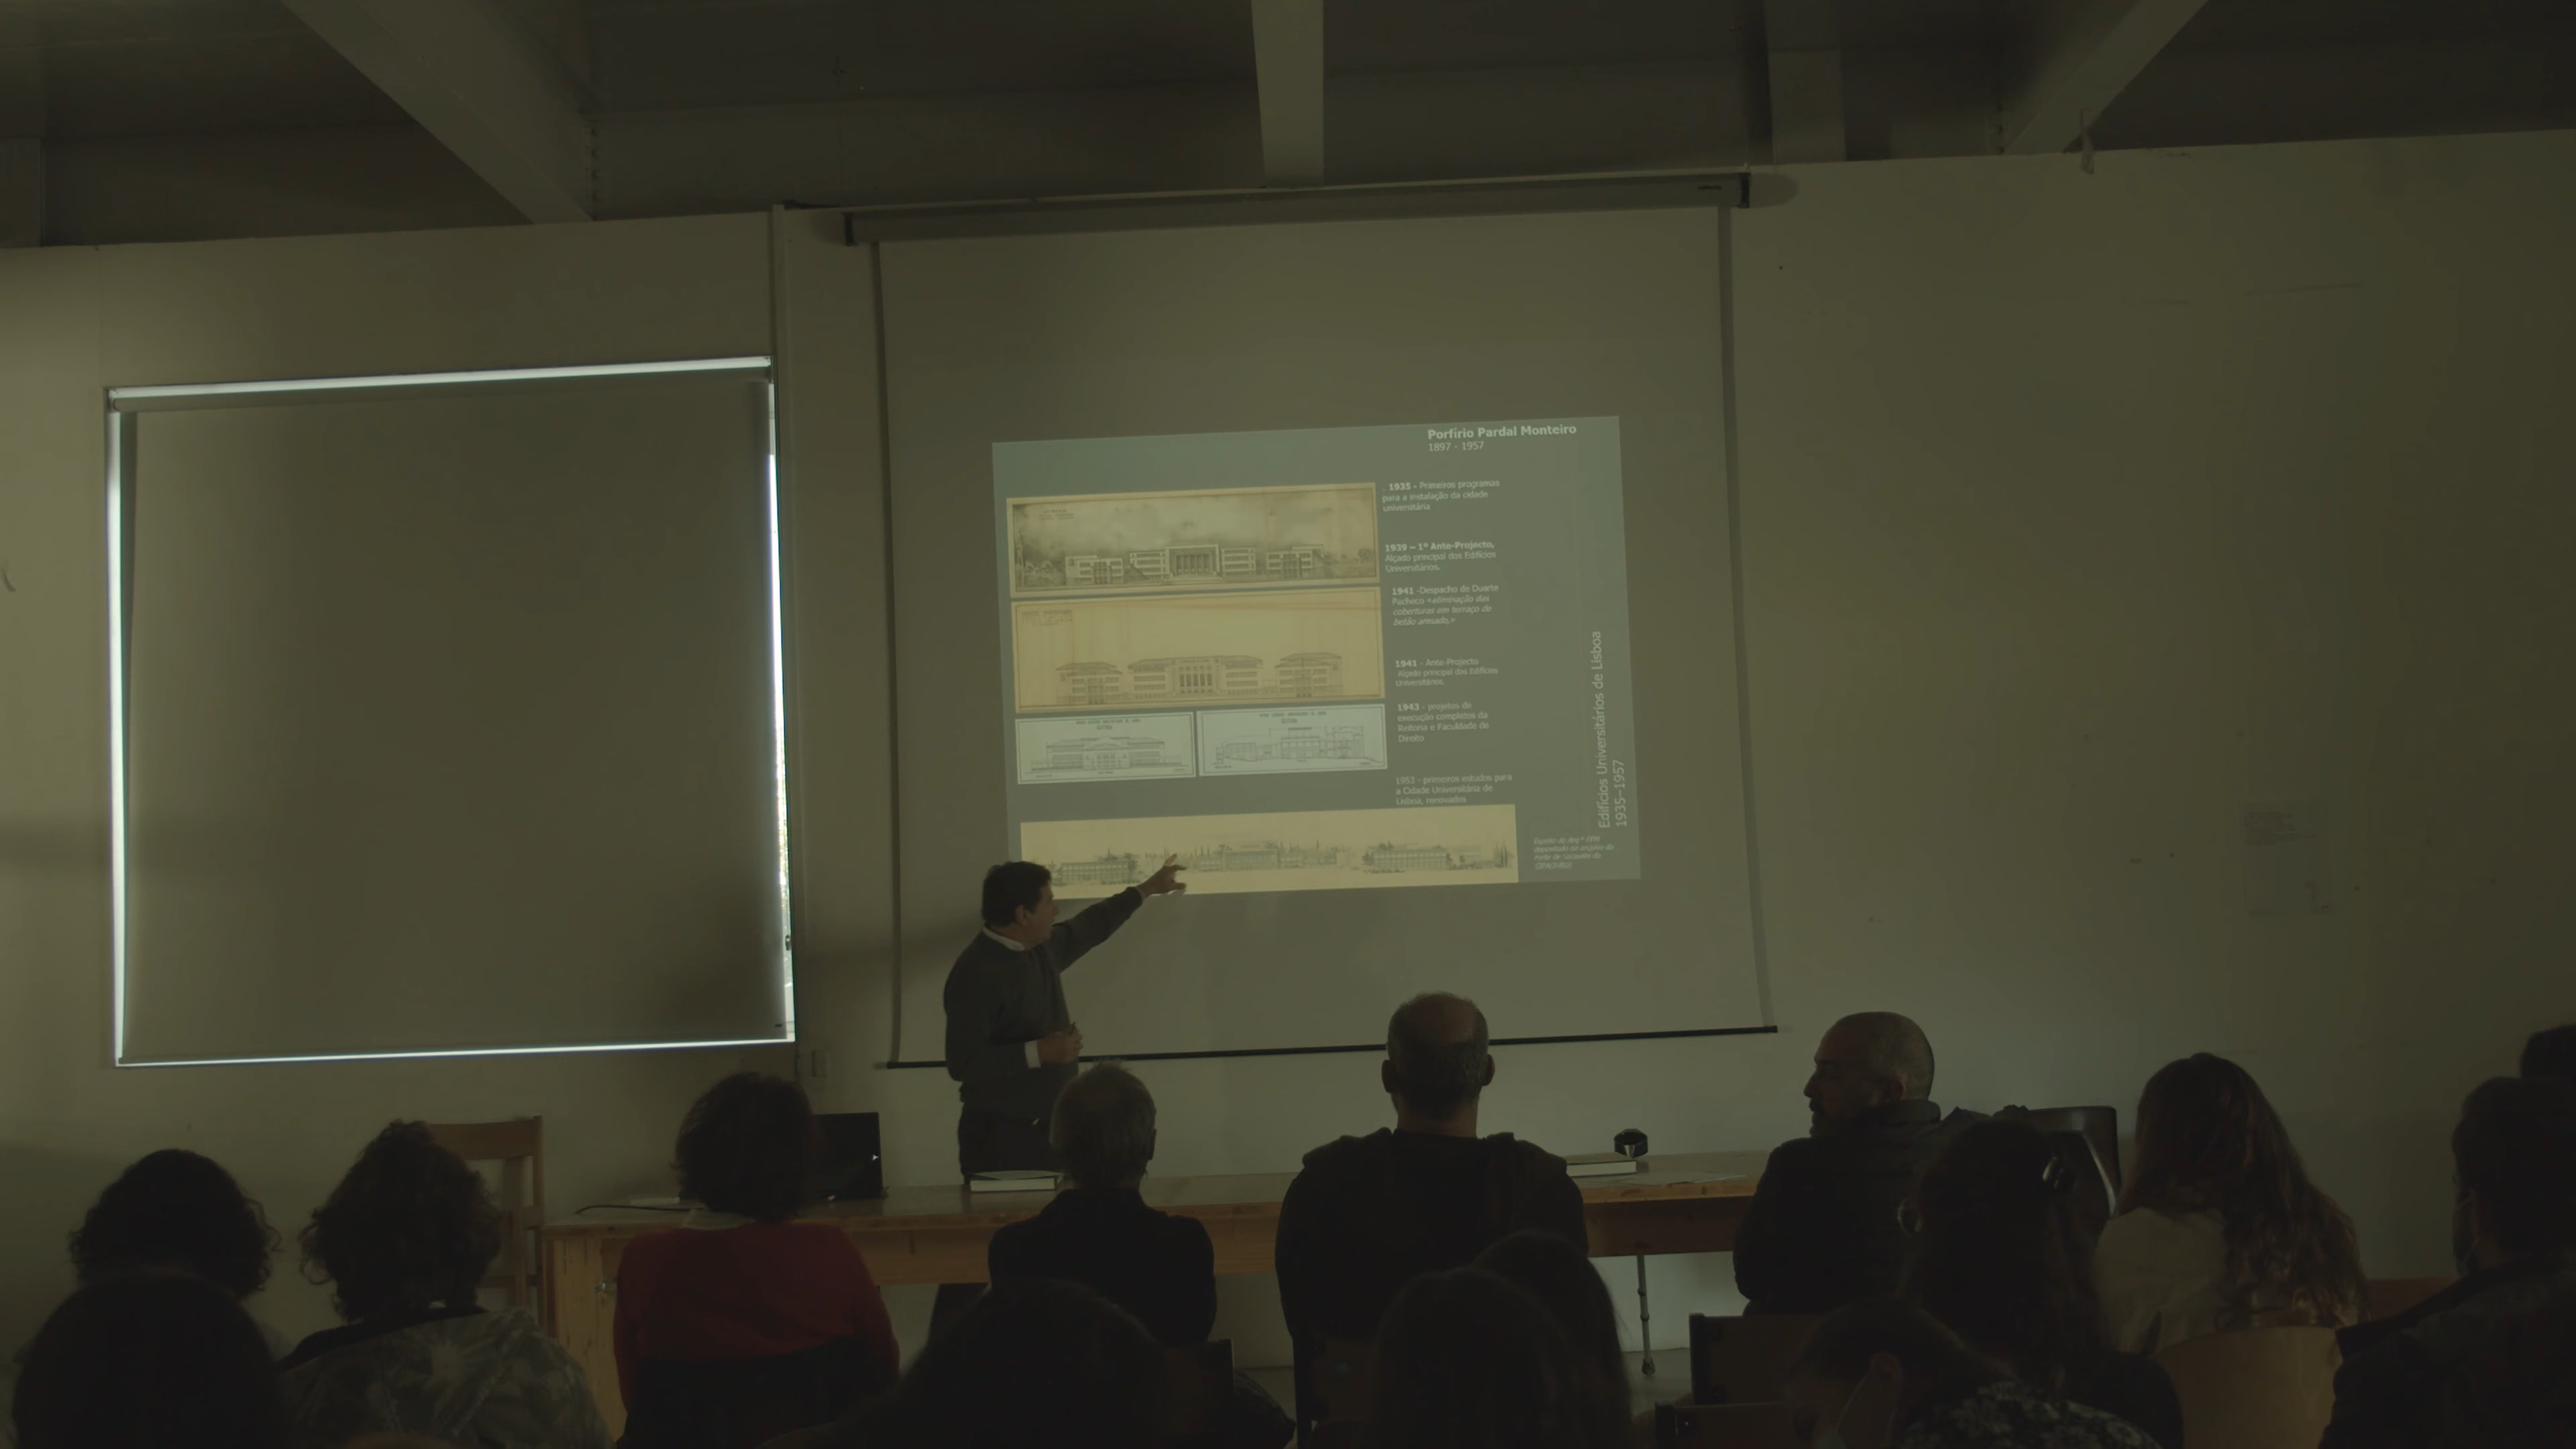 Porfírio Pardal Monteiro
1897 - 1957
. 1935 - Primeiros programas
para a instalação da cidade
universitária
1939 – 1º Ante-Projecto,
Alçado principal dos Edifícios
Universitários.
1941 -Despacho de Duarte
Pacheco «eliminação das
coberturas em terraço de
betão armado,»
1941 - Ante-Projecto
Alçado principal dos Edifícios
Universitários.
1943 - projetos de
execução completos da
Reitoria e Faculdade de
Direito
1953 - primeiros estudos para
a Cidade Universitária de
Lisboa, renovados
Edifícios Universitários de Lisboa
1935–1957